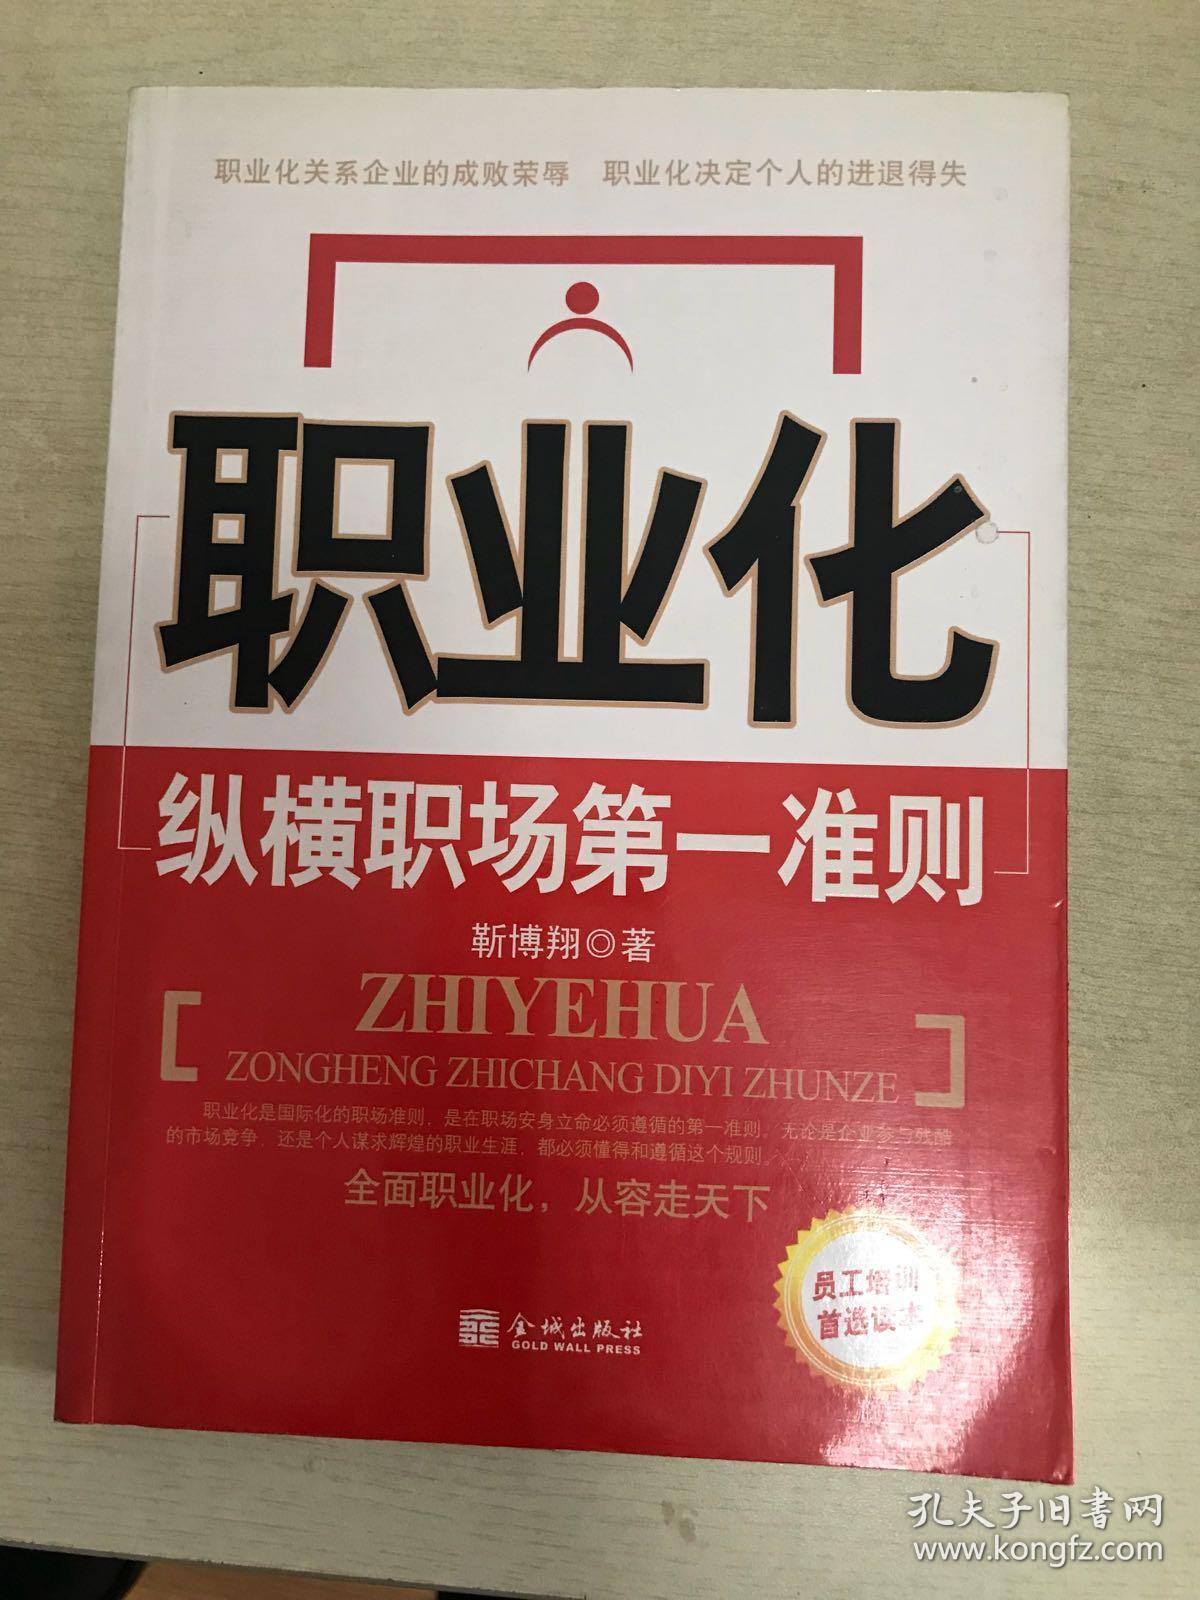 职业化关系企业的成败荣辱 职业化决定个人的进退得失
职业化
纵横职场第一准则
靳博翔◎著
ZHIYEHUA
ZONGHENG ZHICHANG DIYI ZHUNZE
职业化是国际化的职场准则，是在职场安身立命必须遵循的第一准则。无论是企业参与残酷
的市场竞争，还是个人谋求辉煌的职业生涯，都必须懂得和遵循这个规则。
全面职业化，从容走天下
员工培训
首选读本
金城出版社
GOLD WALL PRESS
孔夫子旧书网
www.kongfz.com